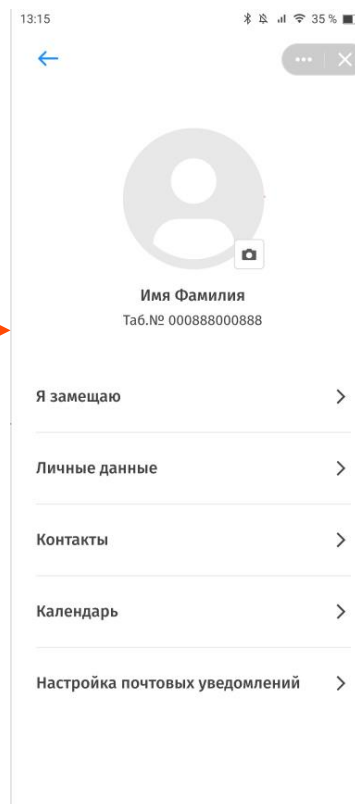 13:15
35 %
Имя Фамилия
Таб.№ 000888000888
Я замещаю
Личные данные
Контакты
Календарь
Настройка почтовых уведомлений